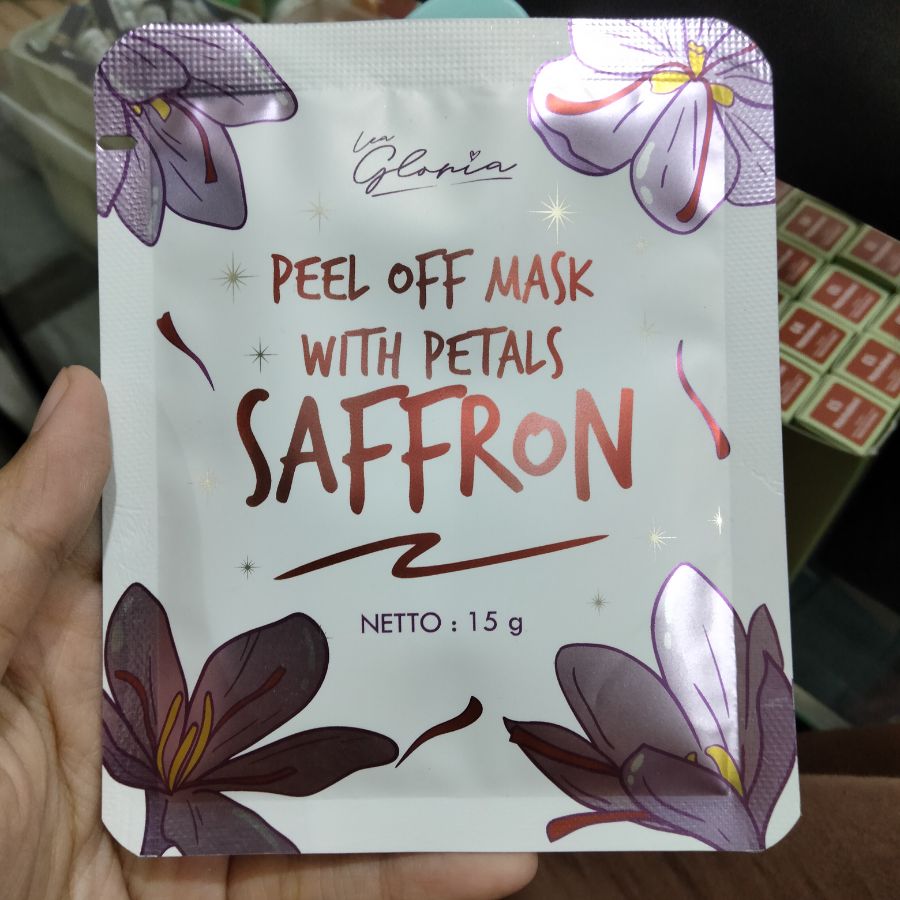 Lea
Gloria
PEEL OFF MASK
WITH PETALS
SAFFRON
NETTO : 15 g